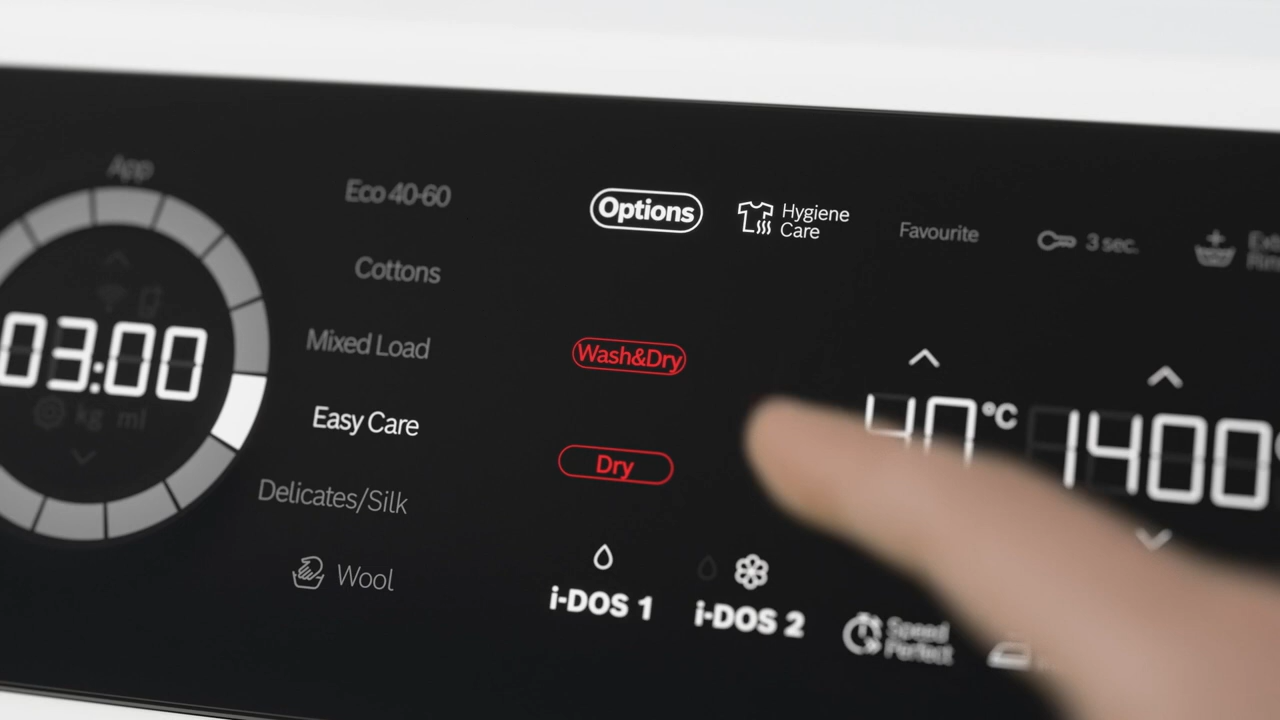 App
Eco 40-60
Cottons
Mixed Load
Easy Care
Delicates/Silk
Wool
03:00
kg ml
Options
Hygiene
Care
Favourite
3 sec.
Wash&Dry
Dry
40 °C
1400
i-DOS 1
i-DOS 2
Speed
Perfect